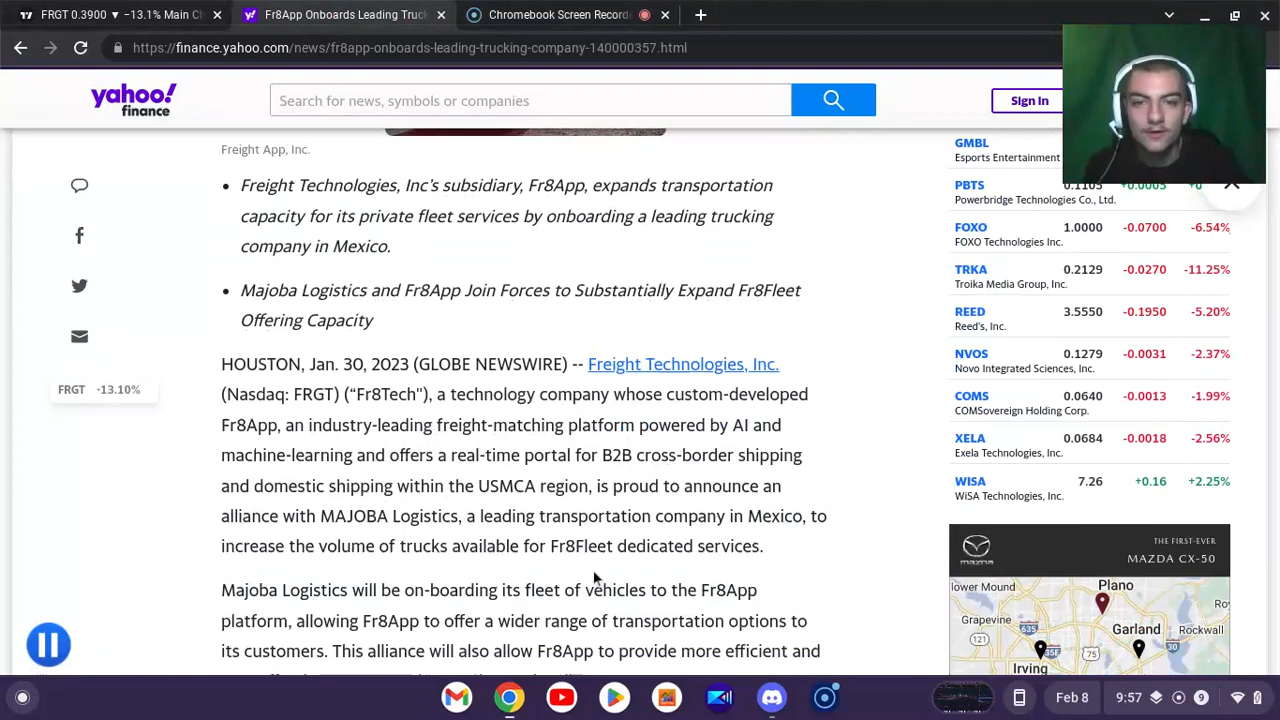 FRGT 0.3900 ▼ −13.1% Main Ch
Fr8App Onboards Leading Truck
Chromebook Screen Recorde
https://finance.yahoo.com/news/fr8app-onboards-leading-trucking-company-140000357.html
yahoo!
finance
Search for news, symbols or companies
Sign In
Freight App, Inc.
• Freight Technologies, Inc's subsidiary, Fr8App, expands transportation
capacity for its private fleet services by onboarding a leading trucking
company in Mexico.
• Majoba Logistics and Fr8App Join Forces to Substantially Expand Fr8Fleet
Offering Capacity
HOUSTON, Jan. 30, 2023 (GLOBE NEWSWIRE) -- Freight Technologies, Inc.
(Nasdaq: FRGT) (“Fr8Tech"), a technology company whose custom-developed
Fr8App, an industry-leading freight-matching platform powered by AI and
machine-learning and offers a real-time portal for B2B cross-border shipping
and domestic shipping within the USMCA region, is proud to announce an
alliance with MAJOBA Logistics, a leading transportation company in Mexico, to
increase the volume of trucks available for Fr8Fleet dedicated services.
Majoba Logistics will be on-boarding its fleet of vehicles to the Fr8App
platform, allowing Fr8App to offer a wider range of transportation options to
its customers. This alliance will also allow Fr8App to provide more efficient and
FRGT -13.10%
GMBL
Esports Entertainment
PBTS 0.1105 +0.0005
Powerbridge Technologies Co., Ltd.
FOXO 1.0000 -0.0700 -6.54%
FOXO Technologies Inc.
TRKA 0.2129 -0.0270 -11.25%
Troika Media Group, Inc.
REED 3.5550 -0.1950 -5.20%
Reed's, Inc.
NVOS 0.1279 -0.0031 -2.37%
Novo Integrated Sciences, Inc.
COMS 0.0640 -0.0013 -1.99%
COMSovereign Holding Corp.
XELA 0.0684 -0.0018 -2.56%
Exela Technologies, Inc.
WISA 7.26 +0.16 +2.25%
WiSA Technologies, Inc.
mazda
THE FIRST-EVER
MAZDA CX-50
lower Mound
Plano
Grapevine
635
Garland
Rockwall
121
35E
75
30
Irving
Feb 8
9:57
9